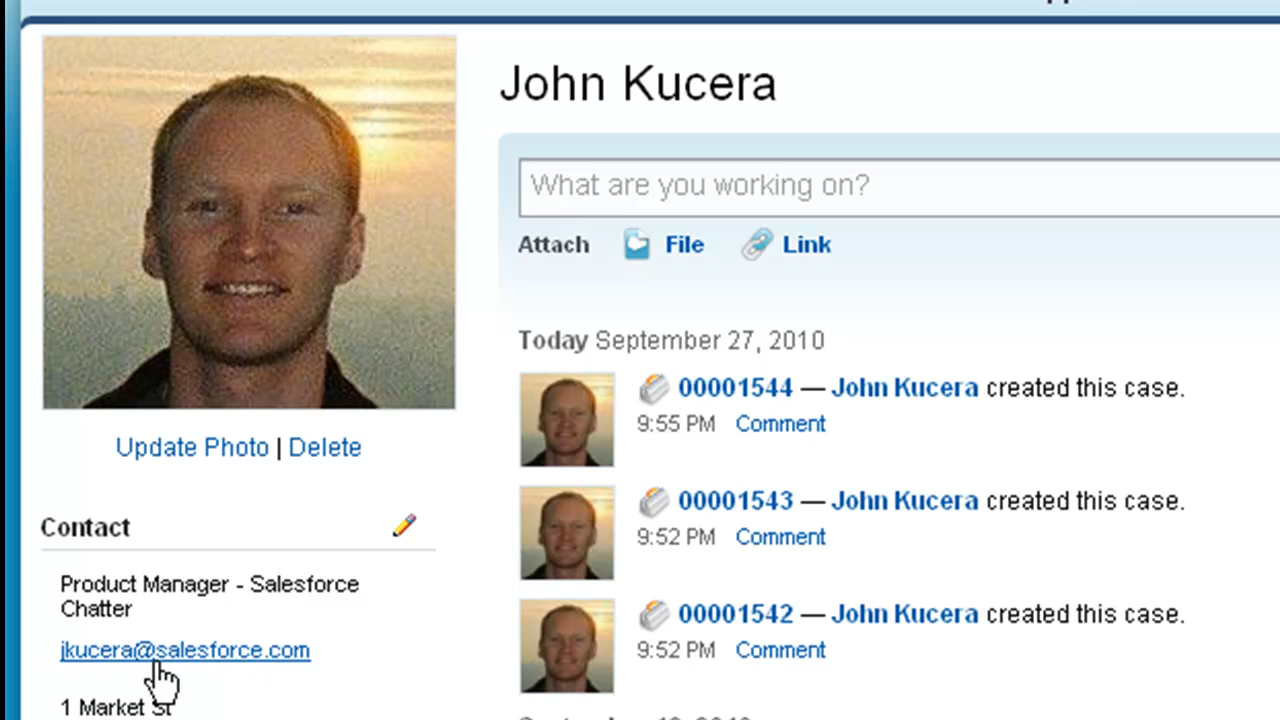 John Kucera
What are you working on?
Attach File Link
Today September 27, 2010
00001544 — John Kucera created this case.
9:55 PM Comment
00001543 — John Kucera created this case.
9:52 PM Comment
00001542 — John Kucera created this case.
9:52 PM Comment
Update Photo | Delete
Contact
Product Manager - Salesforce
Chatter
jkucera@salesforce.com
1 Market St